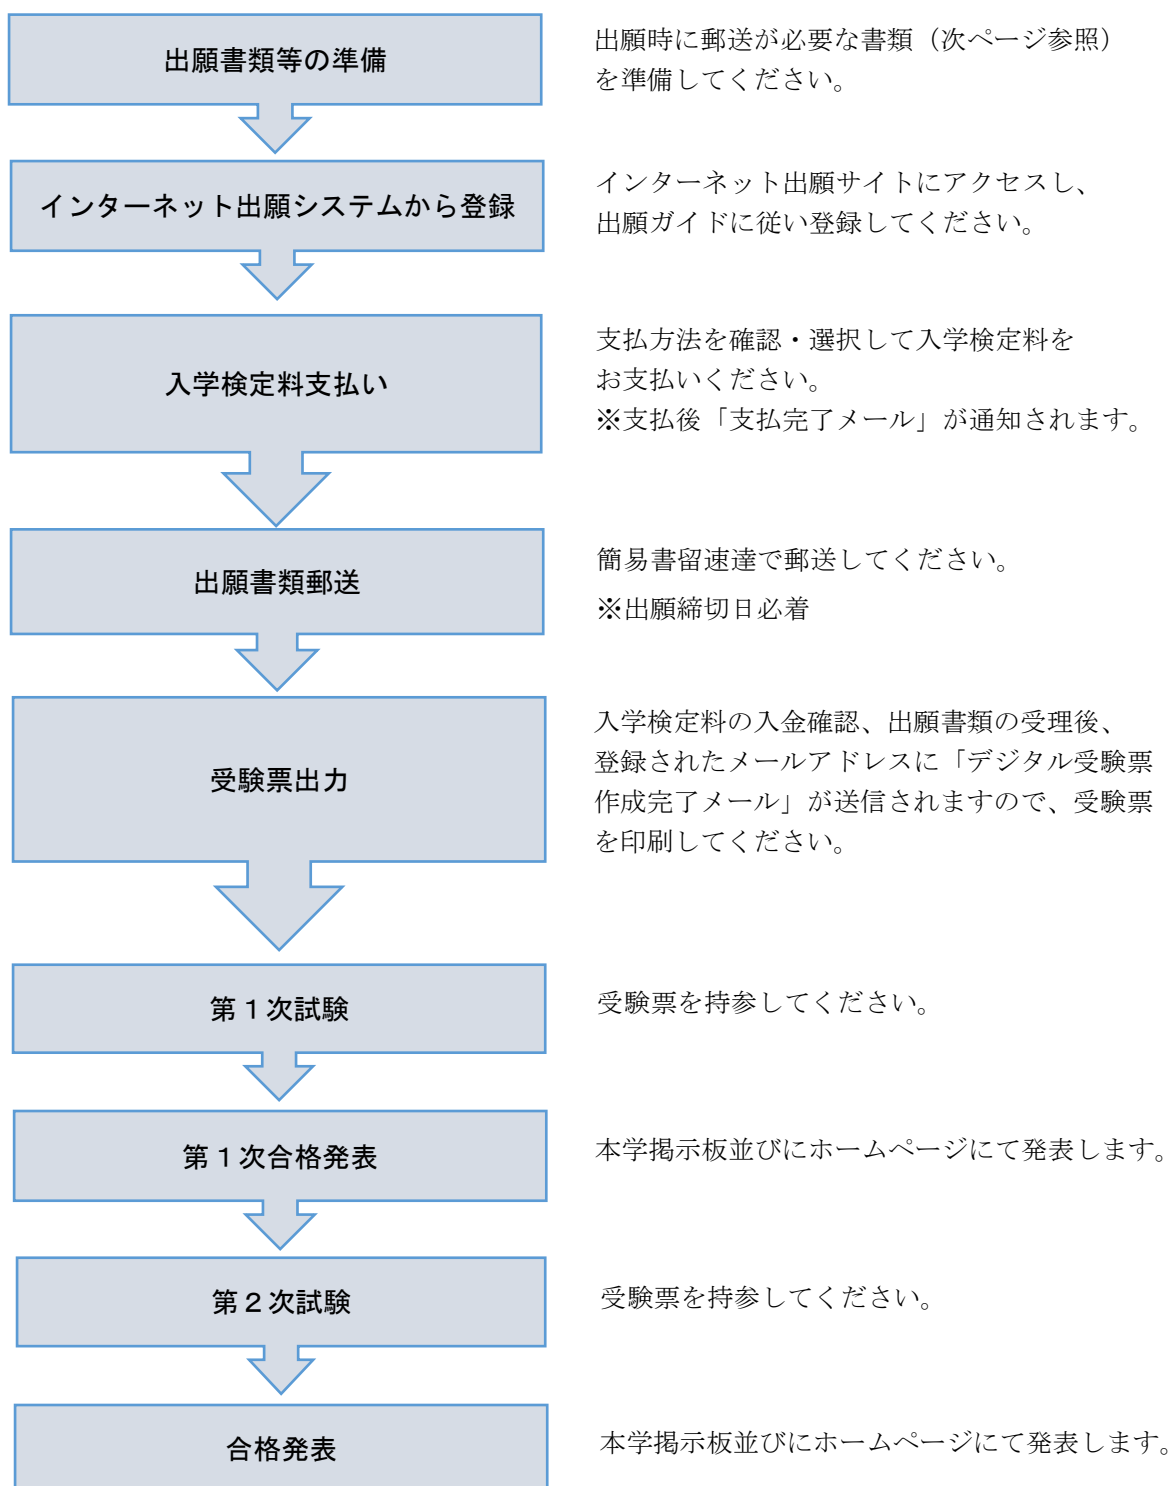 出願書類等の準備
出願時に郵送が必要な書類（次ページ参照）
を準備してください。
インターネット出願システムから登録
インターネット出願サイトにアクセスし、
出願ガイドに従い登録してください。
入学検定料支払い
支払方法を確認・選択して入学検定料を
お支払いください。
※支払後「支払完了メール」が通知されます。
出願書類郵送
簡易書留速達で郵送してください。
※出願締切日必着
受験票出力
入学検定料の入金確認、出願書類の受理後、
登録されたメールアドレスに「デジタル受験票
作成完了メール」が送信されますので、受験票
を印刷してください。
第１次試験
受験票を持参してください。
第１次合格発表
本学掲示板並びにホームページにて発表します。
第２次試験
受験票を持参してください。
合格発表
本学掲示板並びにホームページにて発表します。